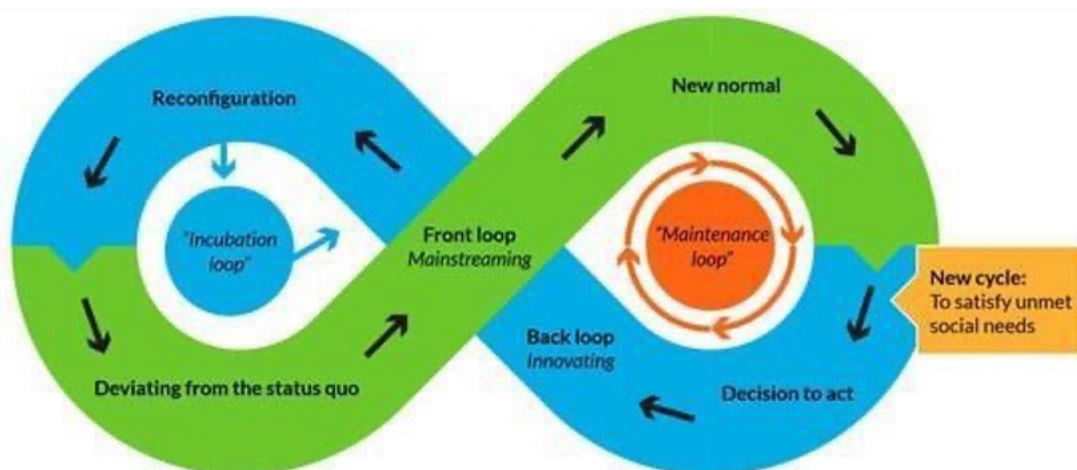 Reconfiguration
"Incubation
loop"
Deviating from the status quo
Front loop
Mainstreaming
New normal
"Maintenance
loop"
New cycle:
To satisfy unmet
social needs
Back loop
Innovating
Decision to act